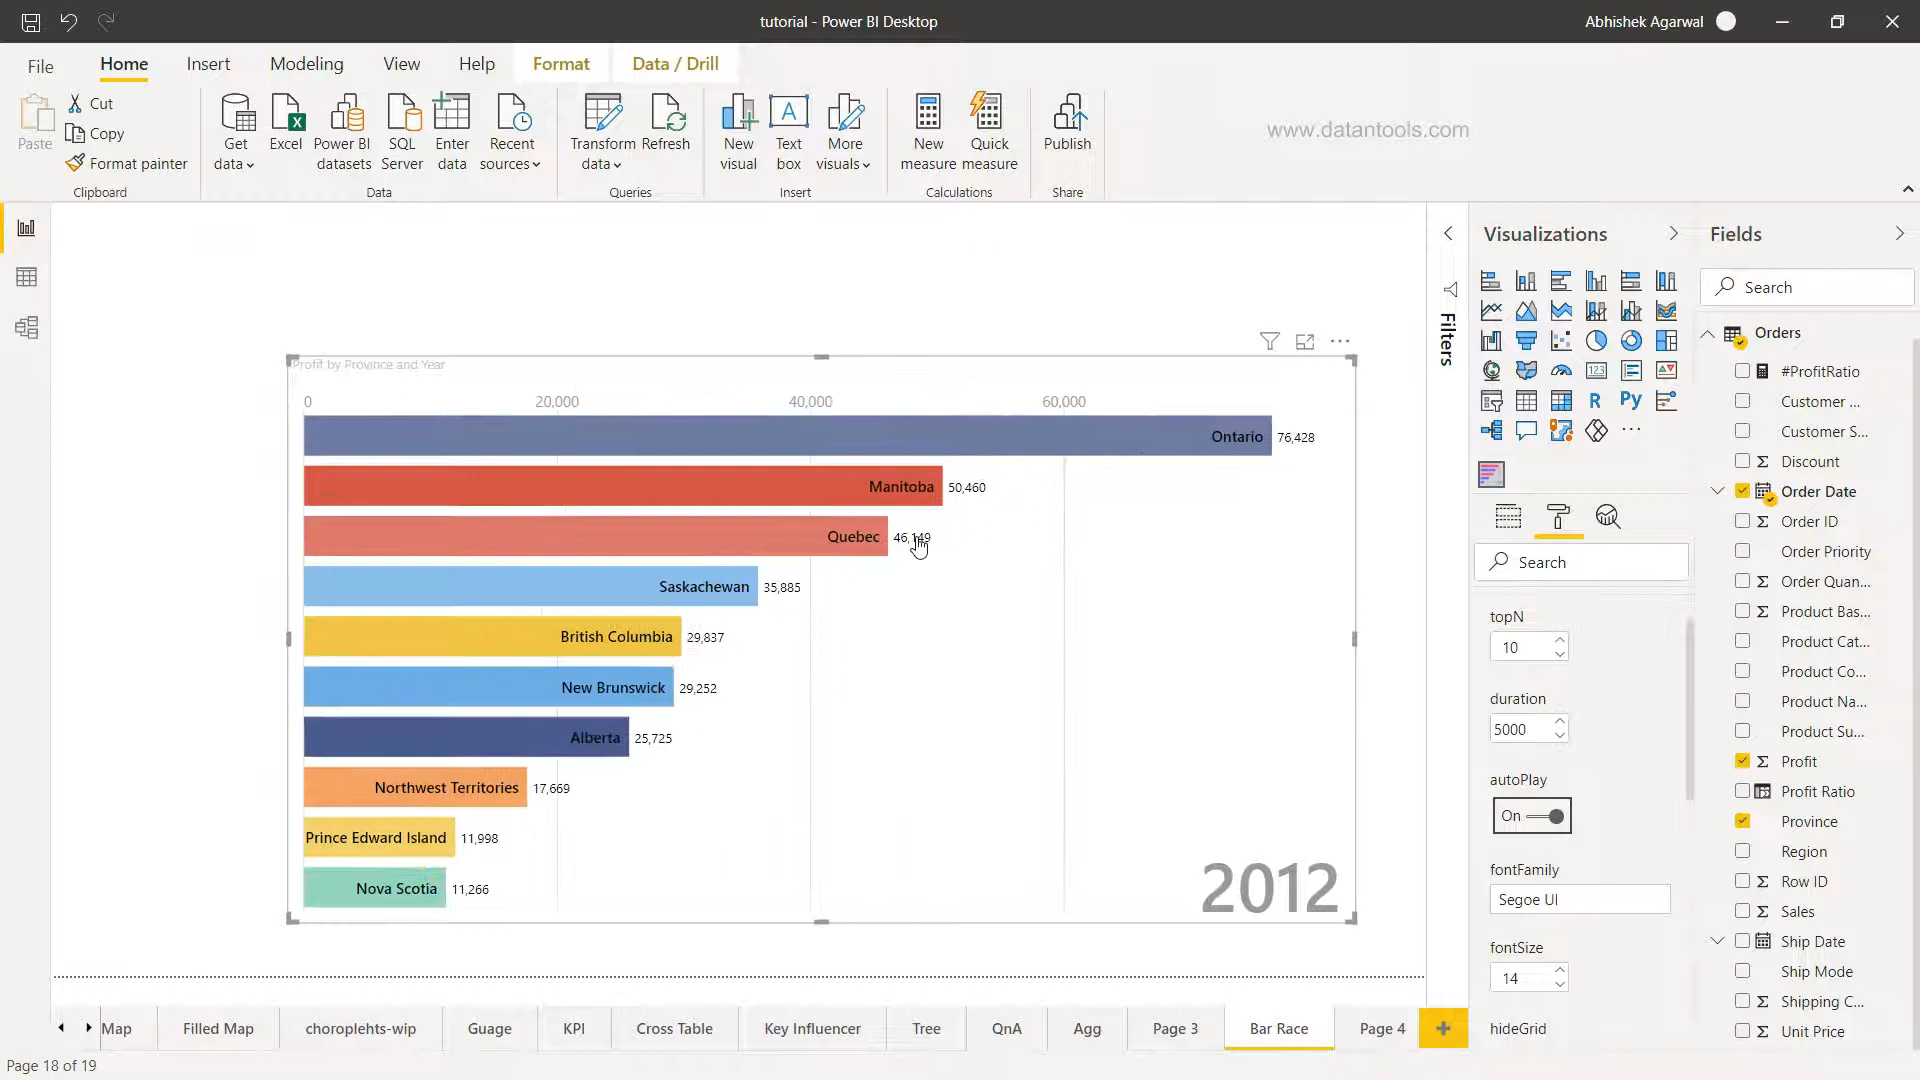 tutorial - Power BI Desktop
Abhishek Agarwal
File
Home
Insert
Modeling
View
Help
Format
Data / Drill
Paste
Cut
Copy
Format painter
Clipboard
Get data
Excel
Power BI datasets
SQL Server
Enter data
Recent sources
Data
Transform data
Refresh
Queries
New visual
A
Text box
More visuals
Insert
New measure
Quick measure
Calculations
Publish
Share
www.datantools.com
Profit by Province and Year
0
20,000
40,000
60,000
Ontario 76,428
Manitoba 50,460
Quebec 46,149
Saskachewan 35,885
British Columbia 29,837
New Brunswick 29,252
Alberta 25,725
Northwest Territories 17,669
Prince Edward Island 11,998
Nova Scotia 11,266
2012
Filters
Visualizations
123
R
Py
Search
topN
10
duration
5000
autoPlay
On
fontFamily
Segoe UI
fontSize
14
hideGrid
Fields
Search
Orders
#ProfitRatio
Customer ...
Customer S...
Discount
Order Date
Order ID
Order Priority
Order Quan...
Product Bas...
Product Cat...
Product Co...
Product Na...
Product Su...
Profit
Profit Ratio
Province
Region
Row ID
Sales
Ship Date
Ship Mode
Shipping C...
Unit Price
Map
Filled Map
choroplehts-wip
Guage
KPI
Cross Table
Key Influencer
Tree
QnA
Agg
Page 3
Bar Race
Page 4
Page 18 of 19